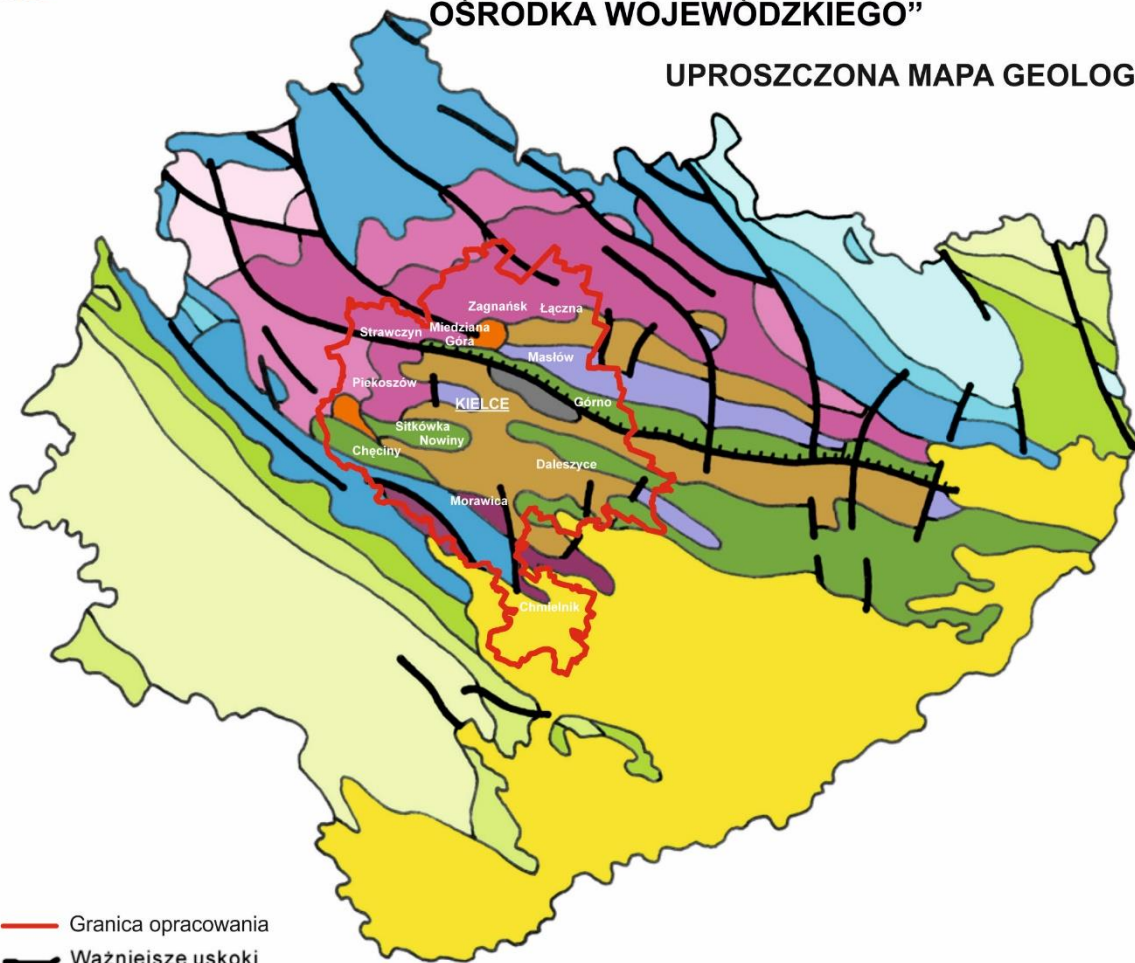 OŚRODKA WOJEWÓDZKIEGO”
UPROSZCZONA MAPA GEOLOG
Zagnańsk Łączna
Strawczyn Miedziana
Góra
Masłów
Piekoszów
KIELCE
Górno
Sitkówka
Nowiny
Chęciny
Daleszyce
Morawica
Chmielnik
Granica opracowania
Ważniejsze uskoki